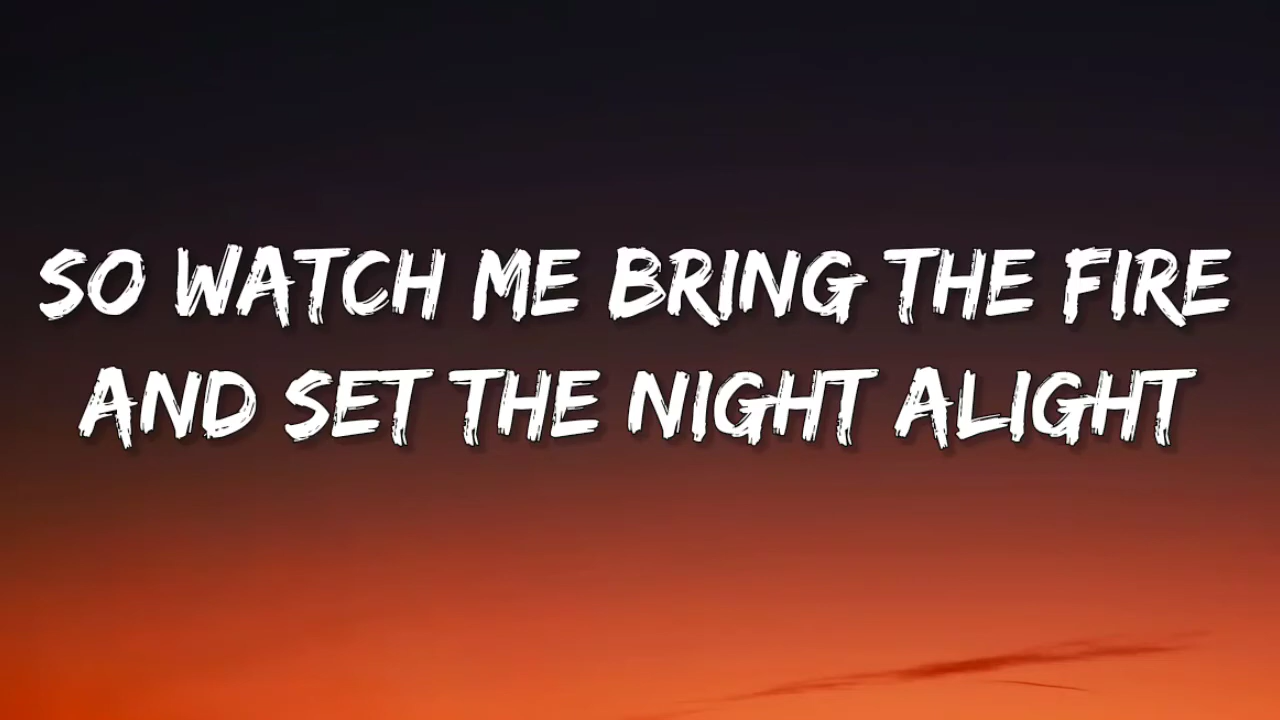 SO WATCH ME BRING THE FIRE
AND SET THE NIGHT ALIGHT